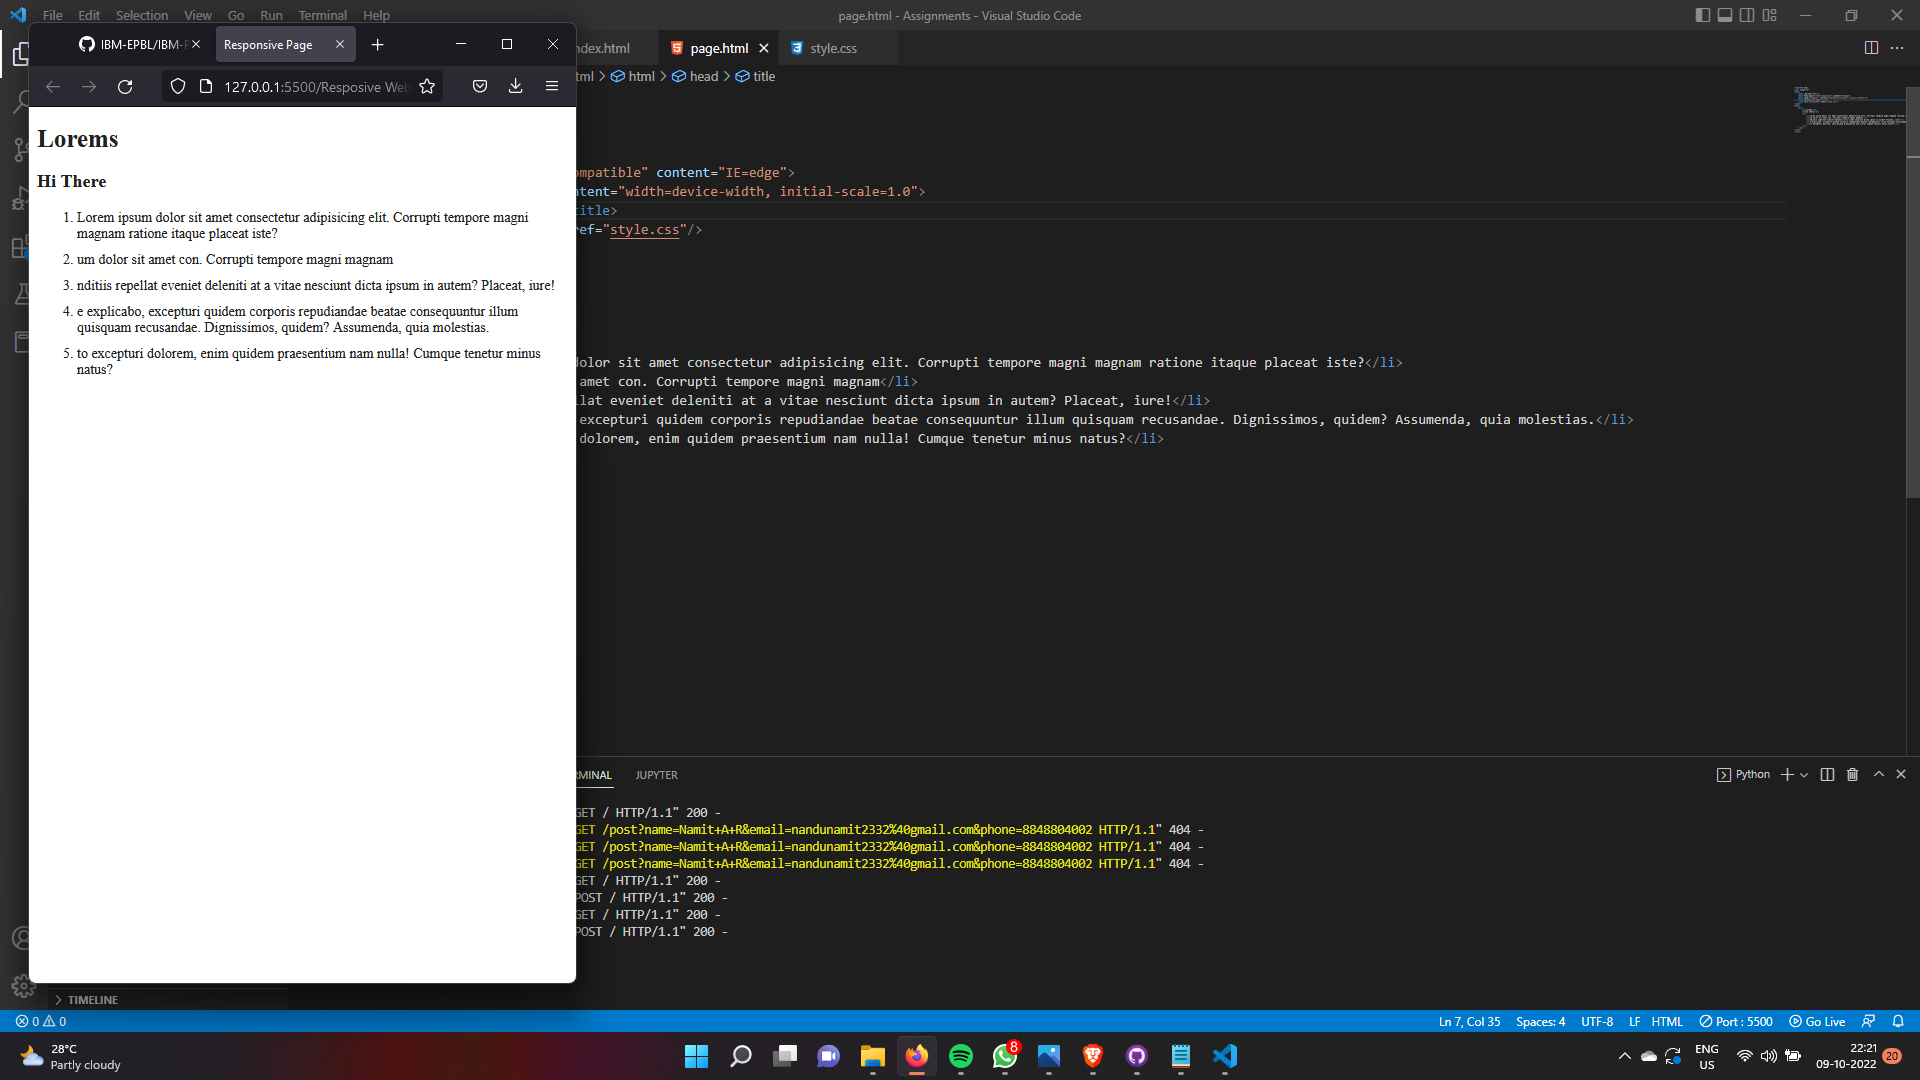 File Edit Selection View Go Run Terminal Help
page.html - Assignments - Visual Studio Code
IBM-EPBL/IBM-
Responsive Page
127.0.0.1:5500/Resposive Web
Lorems
Hi There
1. Lorem ipsum dolor sit amet consectetur adipisicing elit. Corrupti tempore magni
magnam ratione itaque placeat iste?
2. um dolor sit amet con. Corrupti tempore magni magnam
3. nditiis repellat eveniet deleniti at a vitae nesciunt dicta ipsum in autem? Placeat, iure!
4. e explicabo, excepturi quidem corporis repudiandae beatae consequuntur illum
quisquam recusandae. Dignissimos, quidem? Assumenda, quia molestias.
5. to excepturi dolorem, enim quidem praesentium nam nulla! Cumque tenetur minus
natus?
ndex.html page.html style.css
tml > html > head > title
ompatible" content="IE=edge">
ntent="width=device-width, initial-scale=1.0">
title>
ref="style.css"/>
dolor sit amet consectetur adipisicing elit. Corrupti tempore magni magnam ratione itaque placeat iste?</li>
amet con. Corrupti tempore magni magnam</li>
llat eveniet deleniti at a vitae nesciunt dicta ipsum in autem? Placeat, iure!</li>
excepturi quidem corporis repudiandae beatae consequuntur illum quisquam recusandae. Dignissimos, quidem? Assumenda, quia molestias.</li>
dolorem, enim quidem praesentium nam nulla! Cumque tenetur minus natus?</li>
RMINAL JUPYTER
Python
GET / HTTP/1.1" 200 -
GET /post?name=Namit+A+R&email=nandunamit2332%40gmail.com&phone=8848804002 HTTP/1.1" 404 -
GET /post?name=Namit+A+R&email=nandunamit2332%40gmail.com&phone=8848804002 HTTP/1.1" 404 -
GET /post?name=Namit+A+R&email=nandunamit2332%40gmail.com&phone=8848804002 HTTP/1.1" 404 -
GET / HTTP/1.1" 200 -
POST / HTTP/1.1" 200 -
GET / HTTP/1.1" 200 -
POST / HTTP/1.1" 200 -
TIMELINE
0 0
Ln 7, Col 35 Spaces: 4 UTF-8 LF HTML Port : 5500 Go Live
28°C
Partly cloudy
8
ENG
US
22:21
09-10-2022
20